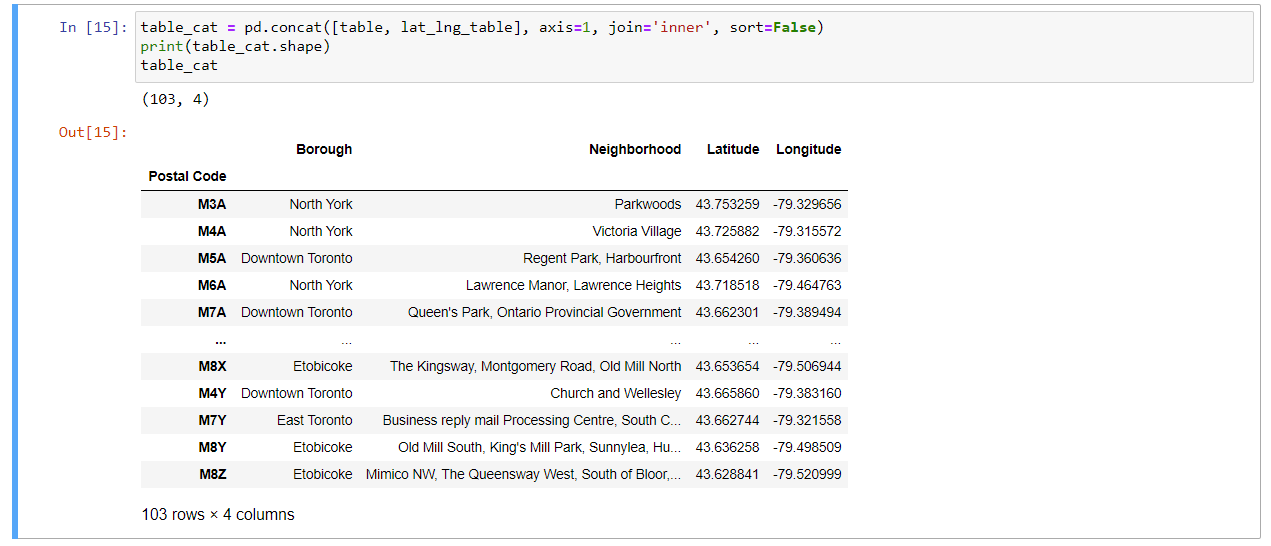 In [15]: table_cat = pd.concat([table, lat_lng_table], axis=1, join='inner', sort=False)
print(table_cat.shape)
table_cat
(103, 4)
Out[15]:
Borough Neighborhood Latitude Longitude
Postal Code
M3A North York Parkwoods 43.753259 -79.329656
M4A North York Victoria Village 43.725882 -79.315572
M5A Downtown Toronto Regent Park, Harbourfront 43.654260 -79.360636
M6A North York Lawrence Manor, Lawrence Heights 43.718518 -79.464763
M7A Downtown Toronto Queen's Park, Ontario Provincial Government 43.662301 -79.389494
... ... ... ... ...
M8X Etobicoke The Kingsway, Montgomery Road, Old Mill North 43.653654 -79.506944
M4Y Downtown Toronto Church and Wellesley 43.665860 -79.383160
M7Y East Toronto Business reply mail Processing Centre, South C... 43.662744 -79.321558
M8Y Etobicoke Old Mill South, King's Mill Park, Sunnylea, Hu... 43.636258 -79.498509
M8Z Etobicoke Mimico NW, The Queensway West, South of Bloor,... 43.628841 -79.520999
103 rows × 4 columns